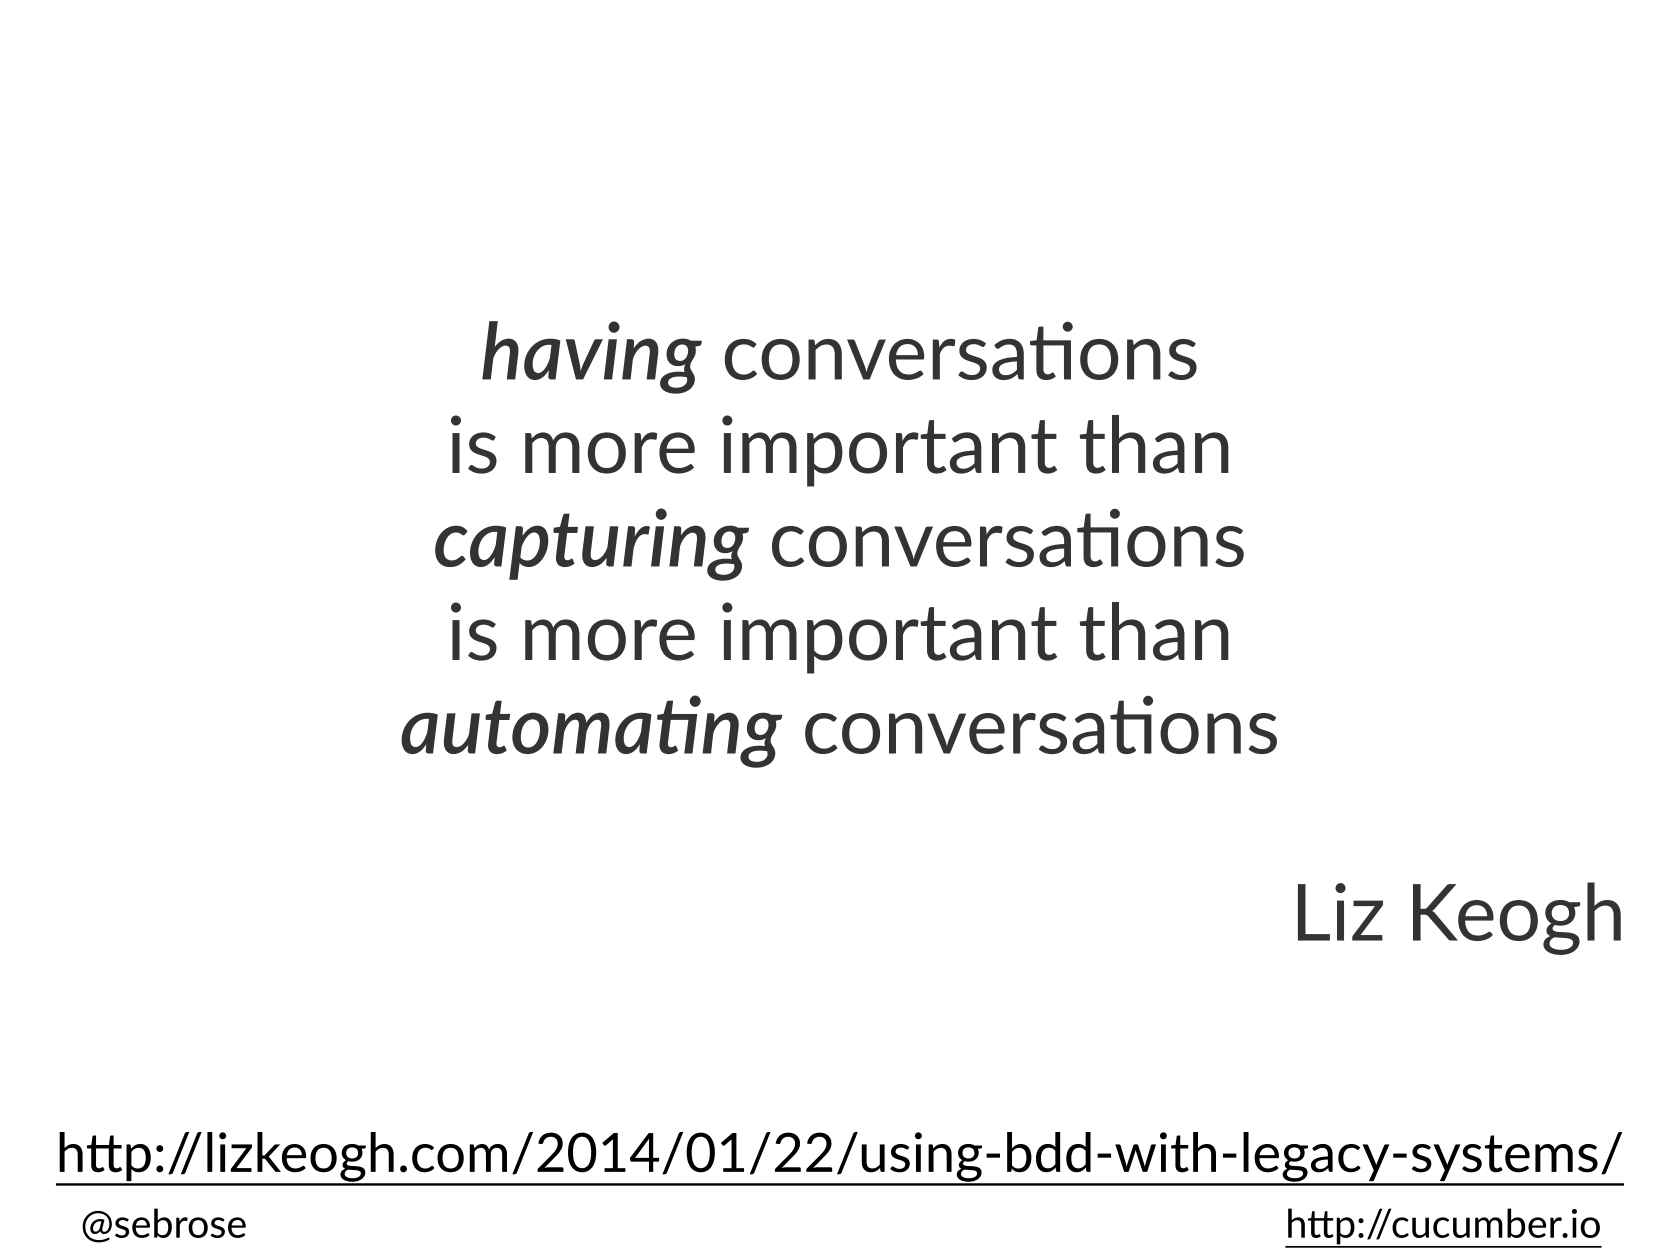 having conversations
is more important than
capturing conversations
is more important than
automating conversations
Liz Keogh
http://lizkeogh.com/2014/01/22/using-bdd-with-legacy-systems/
@sebrose
http://cucumber.io